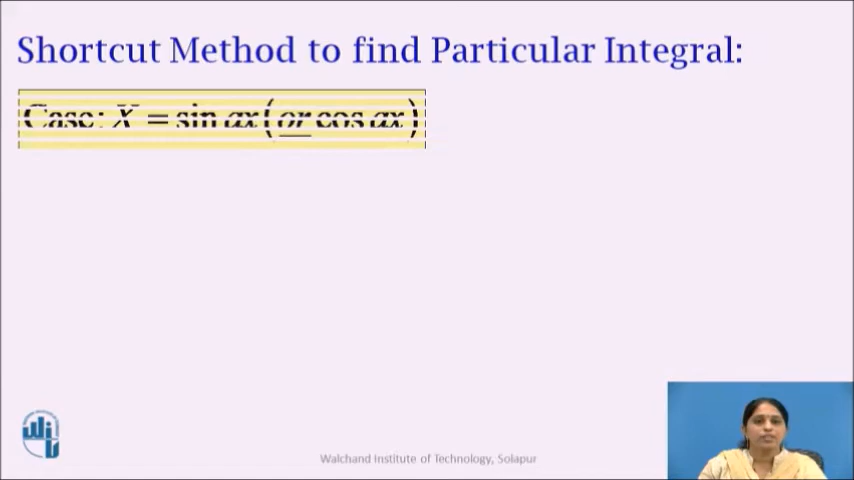 Shortcut Method to find Particular Integral:
Case: X = sin ax (or cos ax)
Walchand Institute of Technology, Solapur